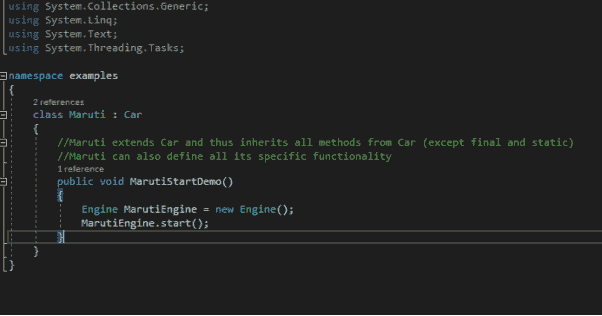 using System.Collections.Generic;
using System.Linq;
using System.Text;
using System.Threading.Tasks;
namespace examples
{
2 references
class Maruti : Car
{
//Maruti extends Car and thus inherits all methods from Car (except final and static)
//Maruti can also define all its specific functionality
1 reference
public void MarutiStartDemo()
{
Engine MarutiEngine = new Engine();
MarutiEngine.start();
}
}
}